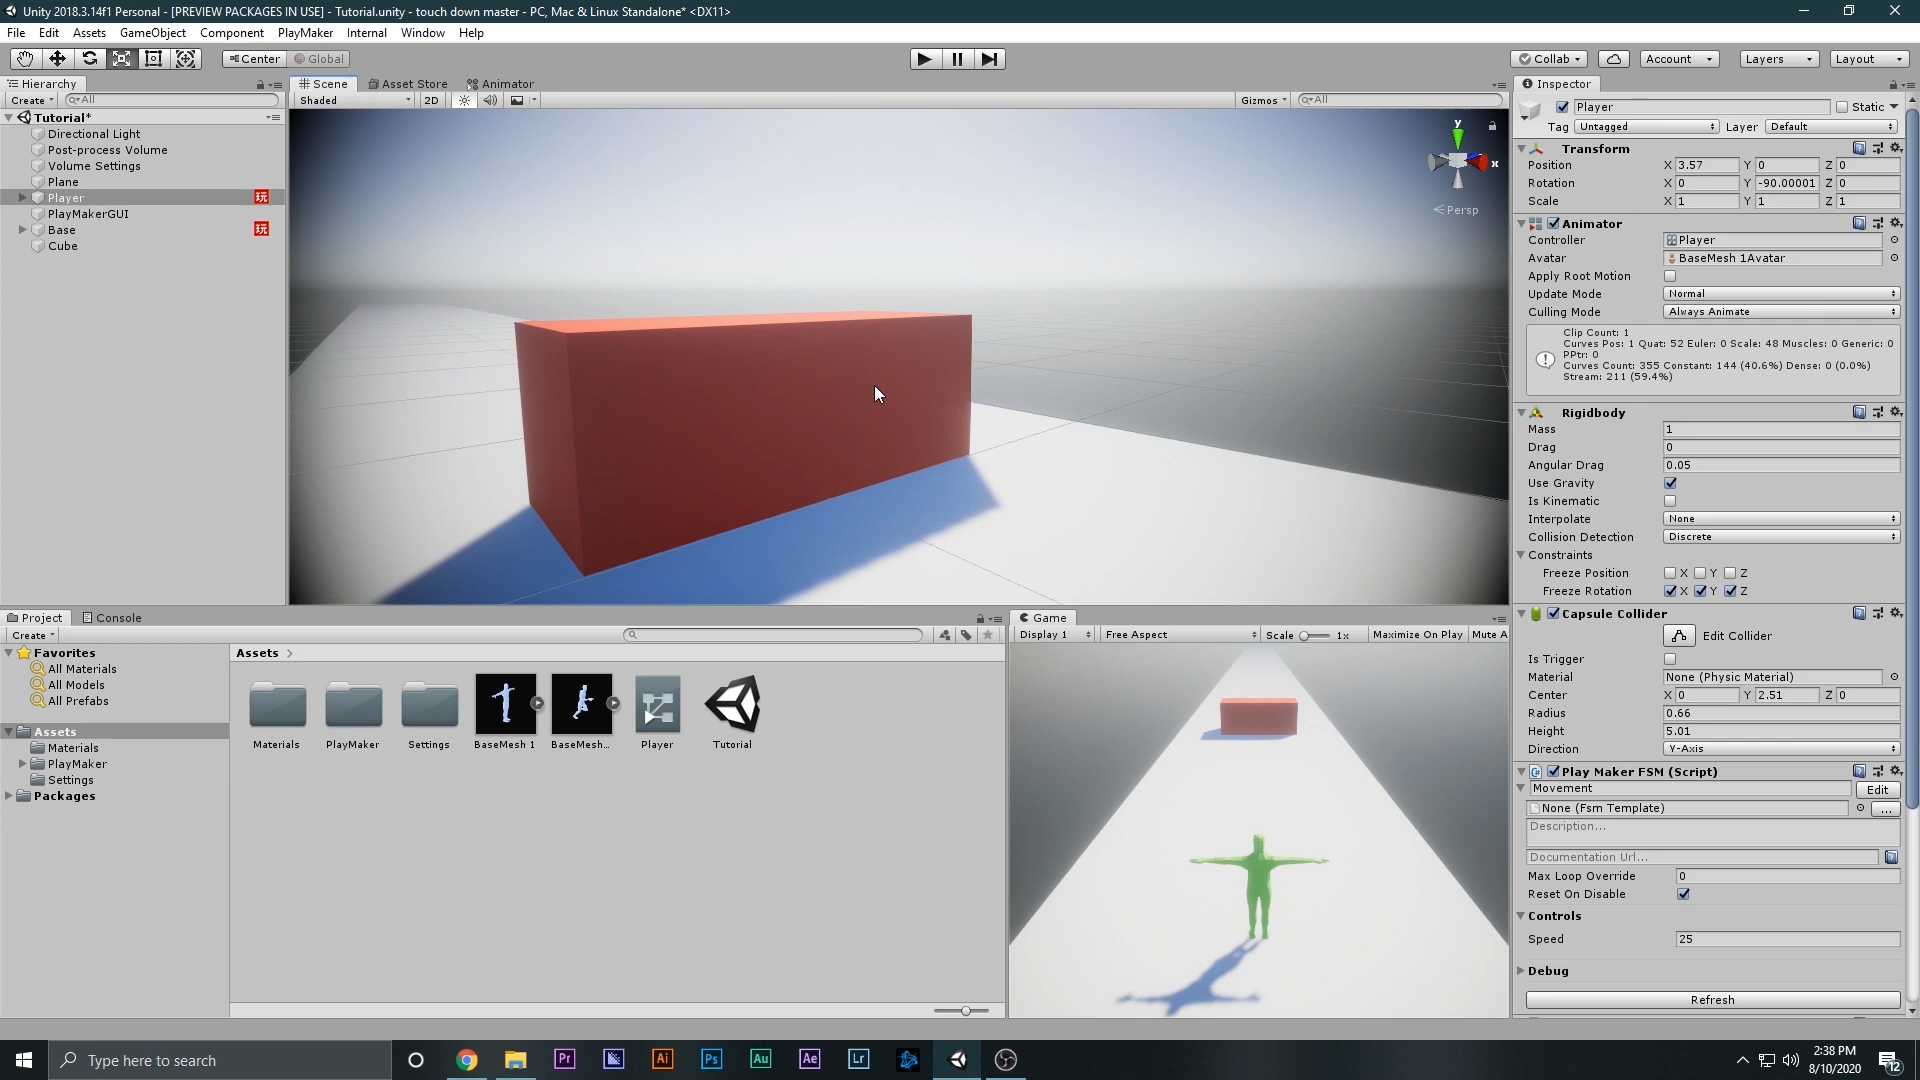 Unity 2018.3.14f1 Personal - [PREVIEW PACKAGES IN USE] - Tutorial.unity - touch down master - PC, Mac & Linux Standalone* <DX11>
File Edit Assets GameObject Component PlayMaker Internal Window Help
Center Global
Collab Account Layers Layout
Hierarchy
Create All
Tutorial*
Directional Light
Post-process Volume
Volume Settings
Plane
Player 玩
PlayMakerGUI
Base 玩
Cube
Scene Asset Store Animator
Shaded 2D Gizmos All
y
x
Persp
Project Console
Create
Favorites
All Materials
All Models
All Prefabs
Assets
Materials
PlayMaker
Settings
Packages
Assets
Materials PlayMaker Settings BaseMesh 1 BaseMesh... Player Tutorial
Game
Display 1 Free Aspect Scale 1x Maximize On Play Mute A
Inspector
Player Static
Tag Untagged Layer Default
Transform
Position X 3.57 Y 0 Z 0
Rotation X 0 Y -90.00001 Z 0
Scale X 1 Y 1 Z 1
Animator
Controller Player
Avatar BaseMesh 1Avatar
Apply Root Motion
Update Mode Normal
Culling Mode Always Animate
Clip Count: 1
Curves Pos: 1 Quat: 52 Euler: 0 Scale: 48 Muscles: 0 Generic: 0
PPtr: 0
Curves Count: 355 Constant: 144 (40.6%) Dense: 0 (0.0%)
Stream: 211 (59.4%)
Rigidbody
Mass 1
Drag 0
Angular Drag 0.05
Use Gravity
Is Kinematic
Interpolate None
Collision Detection Discrete
Constraints
Freeze Position X Y Z
Freeze Rotation X Y Z
Capsule Collider
Edit Collider
Is Trigger
Material None (Physic Material)
Center X 0 Y 2.51 Z 0
Radius 0.66
Height 5.01
Direction Y-Axis
Play Maker FSM (Script)
Movement Edit
None (Fsm Template) ...
Description...
Documentation Url...
Max Loop Override 0
Reset On Disable
Controls
Speed 25
Debug
Refresh
Type here to search
Pr Ai Ps Au Ae Lr
2:38 PM
8/10/2020
12